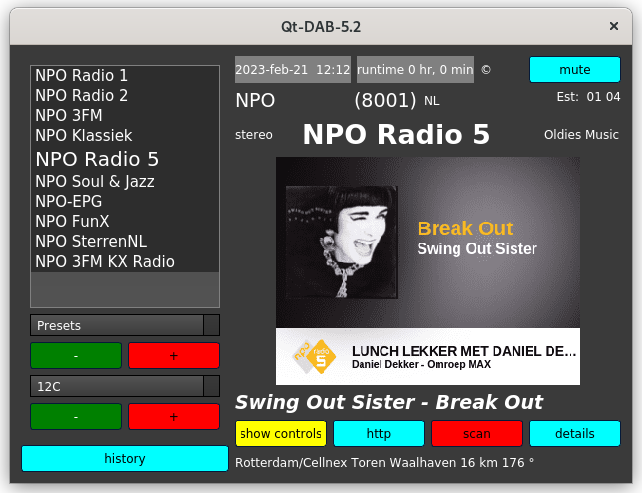 Qt-DAB-5.2
×
NPO Radio 1
NPO Radio 2
NPO 3FM
NPO Klassiek
NPO Radio 5
NPO Soul & Jazz
NPO-EPG
NPO FunX
NPO SterrenNL
NPO 3FM KX Radio
Presets
- +
12C
- +
history
2023-feb-21 12:12 runtime 0 hr, 0 min © mute
NPO (8001) NL Est: 01 04
stereo NPO Radio 5 Oldies Music
Break Out
Swing Out Sister
npo radio 5
LUNCH LEKKER MET DANIEL DE...
Daniel Dekker - Omroep MAX
Swing Out Sister - Break Out
show controls http scan details
Rotterdam/Cellnex Toren Waalhaven 16 km 176 °